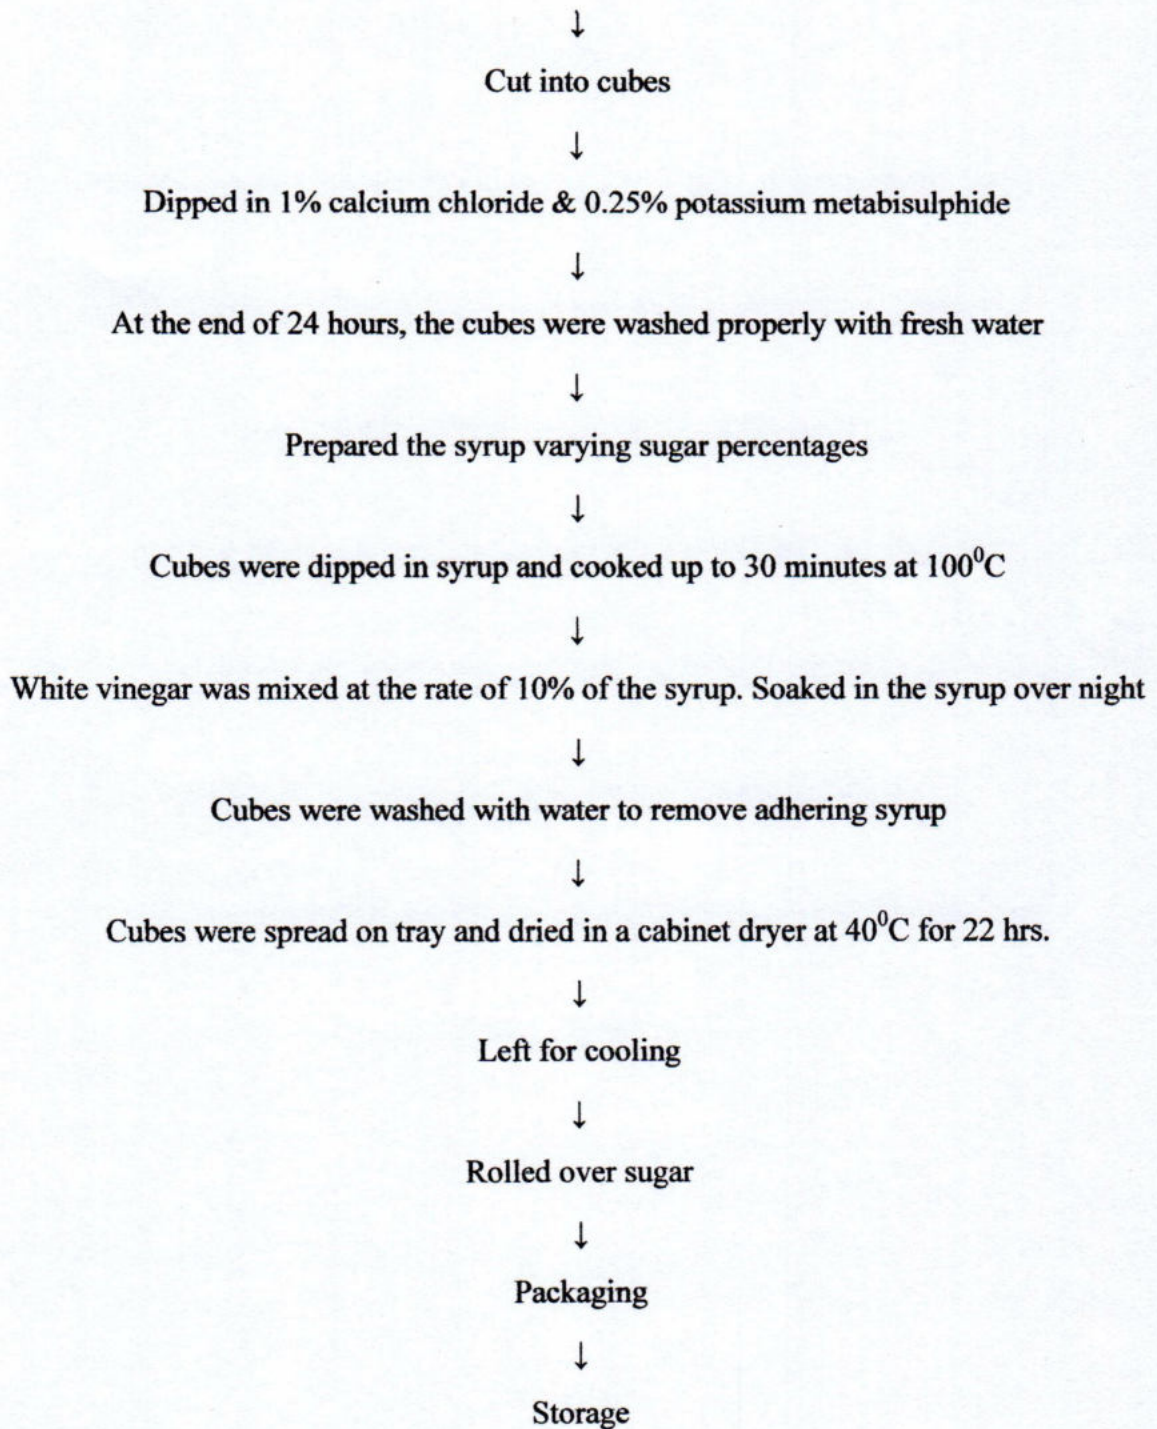 ↓
Cut into cubes
↓
Dipped in 1% calcium chloride & 0.25% potassium metabisulphide
↓
At the end of 24 hours, the cubes were washed properly with fresh water
↓
Prepared the syrup varying sugar percentages
↓
Cubes were dipped in syrup and cooked up to 30 minutes at 100⁰C
↓
White vinegar was mixed at the rate of 10% of the syrup. Soaked in the syrup over night
↓
Cubes were washed with water to remove adhering syrup
↓
Cubes were spread on tray and dried in a cabinet dryer at 40⁰C for 22 hrs.
↓
Left for cooling
↓
Rolled over sugar
↓
Packaging
↓
Storage